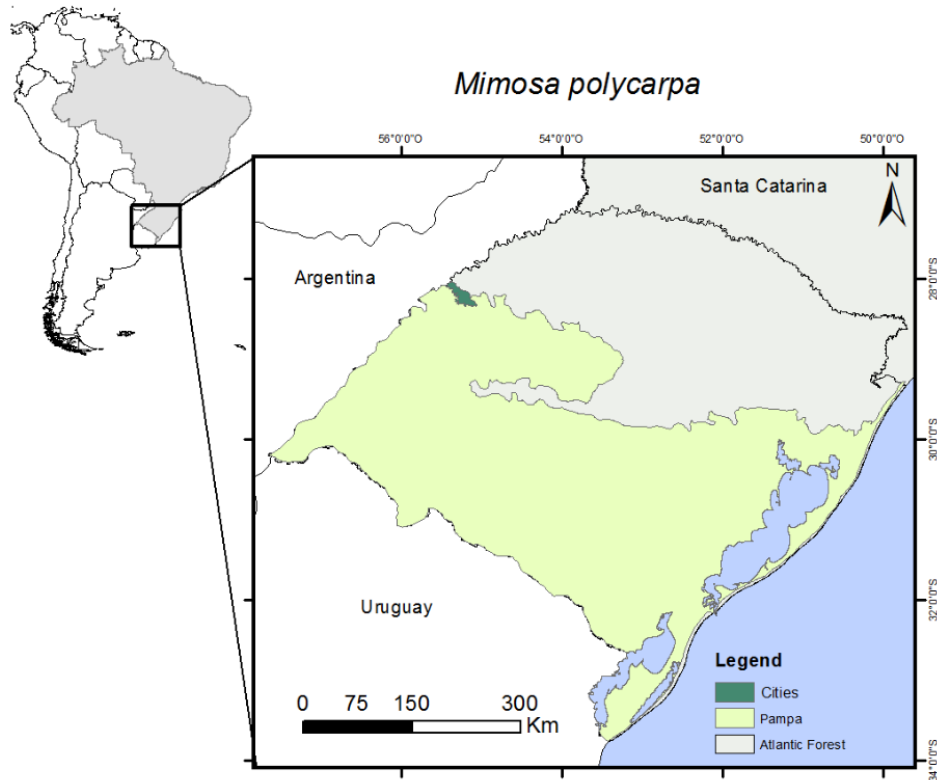 Mimosa polycarpa
56°0'0"O
54°0'0"O
52°0'0"O
50°0'0"O
Santa Catarina
N
Argentina
28°0'0"S
30°0'0"S
32°0'0"S
34°0'0"S
Uruguay
Legend
Cities
Pampa
Atlantic Forest
0 75 150 300
Km